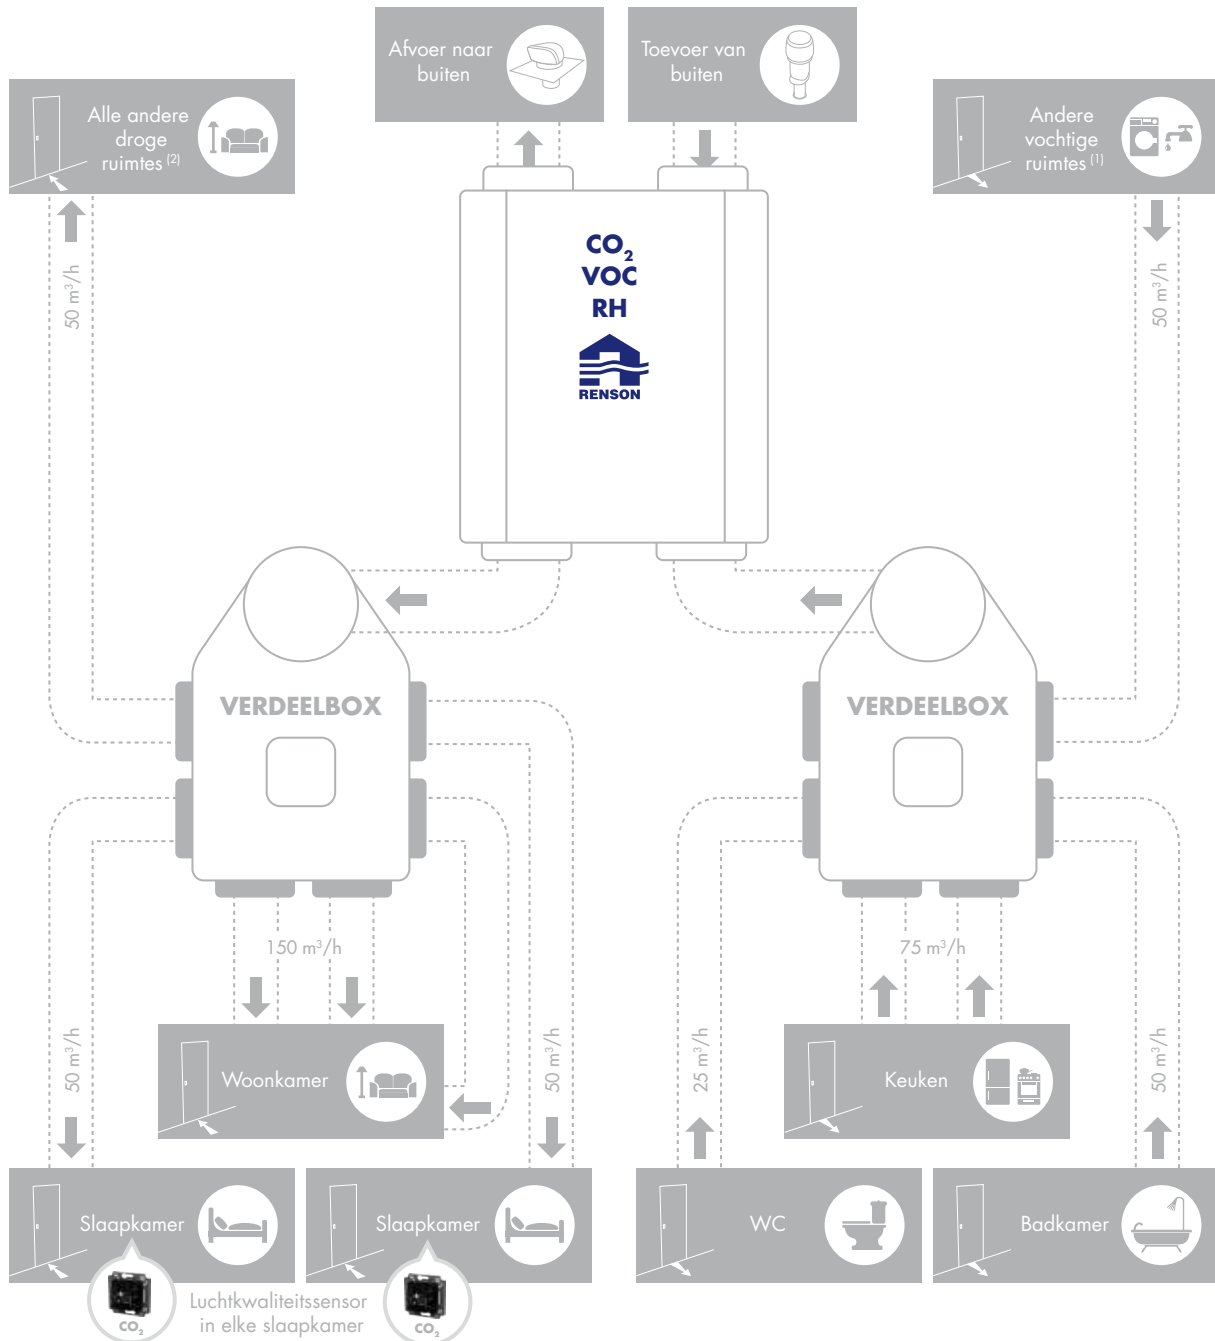 Afvoer naar
buiten
Toevoer van
buiten
Alle andere
droge
ruimtes (2)
Andere
vochtige
ruimtes (1)
CO₂
VOC
RH
RENSON
50 m³/h
50 m³/h
VERDEELBOX
VERDEELBOX
150 m³/h
75 m³/h
50 m³/h
50 m³/h
25 m³/h
50 m³/h
Woonkamer
Keuken
Slaapkamer
Slaapkamer
WC
Badkamer
Luchtkwaliteitssensor
in elke slaapkamer
CO₂
CO₂